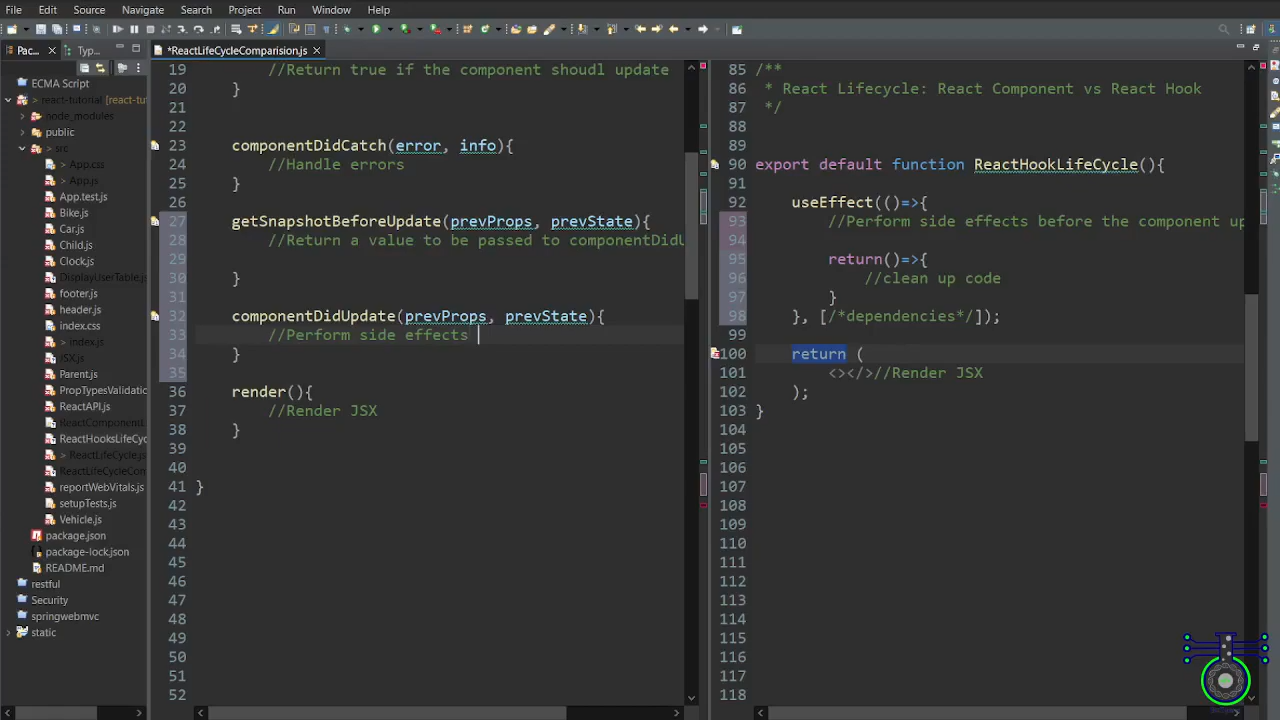 File Edit Source Navigate Search Project Run Window Help
Pac... Typ...
*ReactLifeCycleComparision.js
ECMA Script
> react-tutorial [react-tu
node_modules
public
> src
> App.css
> App.js
App.test.js
Bike.js
Car.js
Child.js
Clock.js
DisplayUserTable.j
footer.js
header.js
index.css
> index.js
JSX.js
Parent.js
PropTypesValidatio
ReactAPI.js
ReactComponent
ReactHooksLifeCyc
> ReactLifeCycle.js
ReactLifeCycleCom
reportWebVitals.js
setupTests.js
Vehicle.js
package.json
package-lock.json
README.md
restful
Security
springwebmvc
static
19 //Return true if the component shoudl update
20 }
21
22
23 componentDidCatch(error, info){
24 //Handle errors
25 }
26
27 getSnapshotBeforeUpdate(prevProps, prevState){
28 //Return a value to be passed to componentDidU
29
30 }
31
32 componentDidUpdate(prevProps, prevState){
33 //Perform side effects
34 }
35
36 render(){
37 //Render JSX
38 }
39
40
41 }
42
43
44
45
46
47
48
49
50
51
52
85 /**
86 * React Lifecycle: React Component vs React Hook
87 */
88
89
90 export default function ReactHookLifeCycle(){
91
92 useEffect(()=>{
93 //Perform side effects before the component up
94
95 return()=>{
96 //clean up code
97 }
98 }, [/*dependencies*/]);
99
100 return (
101 <></>//Render JSX
102 );
103 }
104
105
106
107
108
109
110
111
112
113
114
115
116
117
118